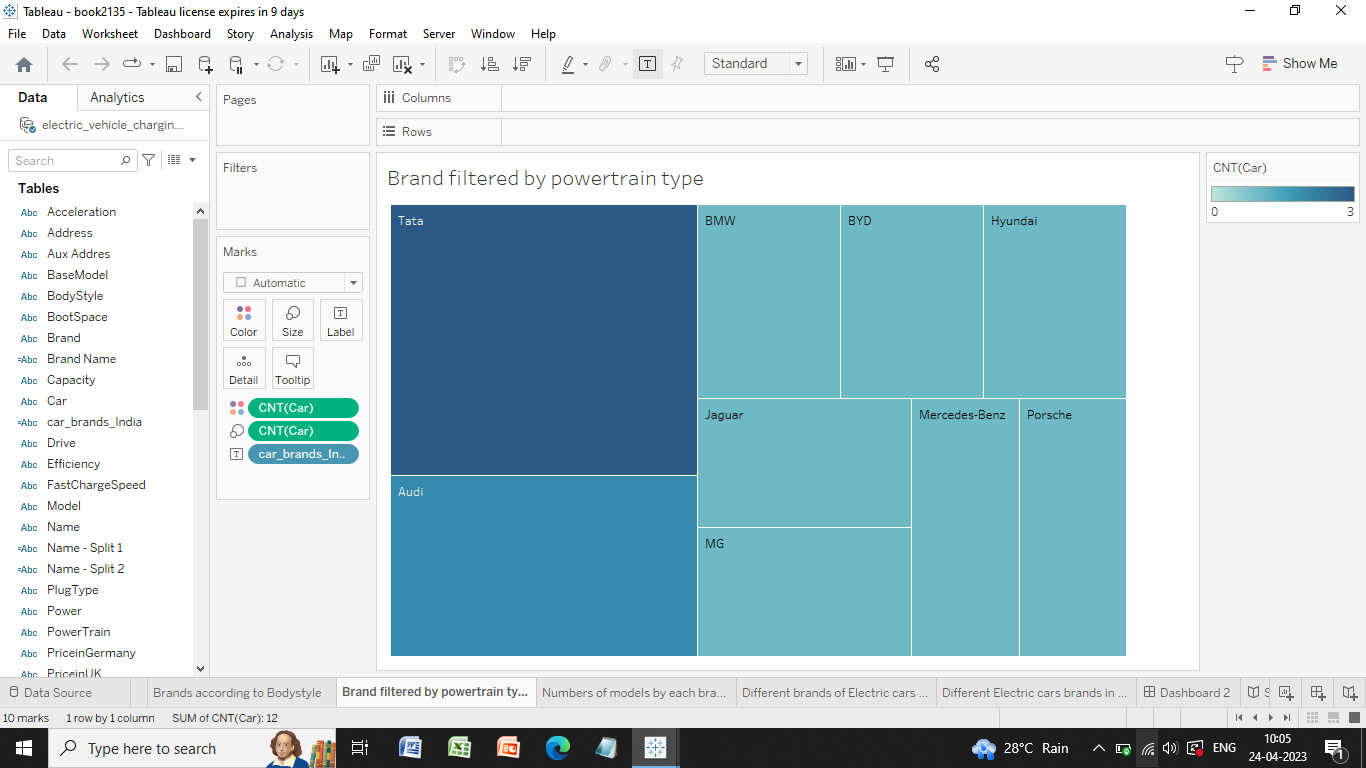 Tableau - book2135 - Tableau license expires in 9 days
File Data Worksheet Dashboard Story Analysis Map Format Server Window Help
Standard
Show Me
Data Analytics
electric_vehicle_chargin...
Search
Tables
Abc Acceleration
Abc Address
Abc Aux Addres
Abc BaseModel
Abc BodyStyle
Abc BootSpace
Abc Brand
=Abc Brand Name
Abc Capacity
Abc Car
=Abc car_brands_India
Abc Drive
Abc Efficiency
Abc FastChargeSpeed
Abc Model
Abc Name
=Abc Name - Split 1
=Abc Name - Split 2
Abc PlugType
Abc Power
Abc PowerTrain
Abc PriceinGermany
Abc PriceinUK
Pages
Filters
Marks
Automatic
Color Size Label
Detail Tooltip
CNT(Car)
CNT(Car)
car_brands_In..
Columns
Rows
Brand filtered by powertrain type
Tata
Audi
BMW
BYD
Hyundai
Jaguar
MG
Mercedes-Benz
Porsche
CNT(Car)
0 3
Data Source
Brands according to Bodystyle
Brand filtered by powertrain ty...
Numbers of models by each bra...
Different brands of Electric cars ...
Different Electric cars brands in ...
Dashboard 2
S
10 marks 1 row by 1 column SUM of CNT(Car): 12
Type here to search
28°C Rain
ENG
10:05
24-04-2023
1